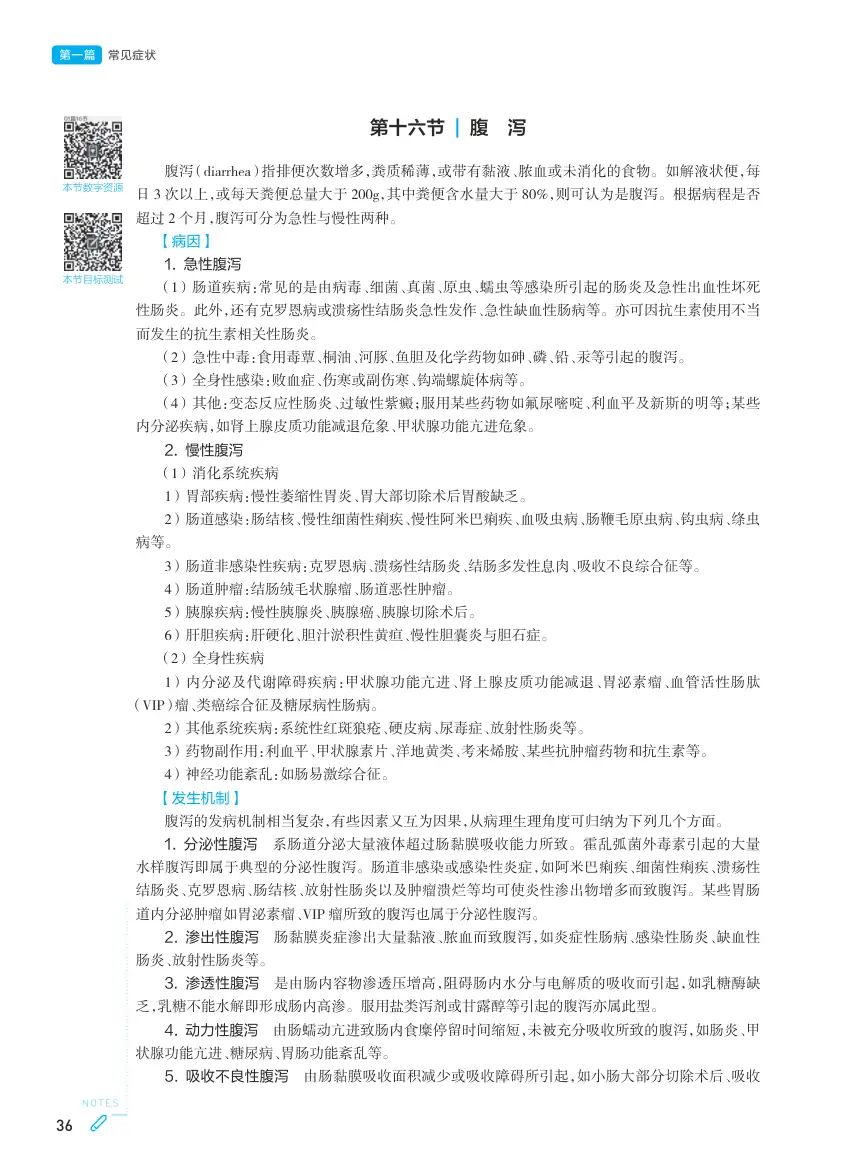 第一篇 常见症状
第十六节 | 腹 泻
本节数字资源
本节目标测试
腹泻(diarrhea)指排便次数增多,粪质稀薄,或带有黏液、脓血或未消化的食物。如解液状便,每
日 3 次以上,或每天粪便总量大于 200g,其中粪便含水量大于 80%,则可认为是腹泻。根据病程是否
超过 2 个月,腹泻可分为急性与慢性两种。
【病因】
1. 急性腹泻
(1)肠道疾病:常见的是由病毒、细菌、真菌、原虫、蠕虫等感染所引起的肠炎及急性出血性坏死
性肠炎。此外,还有克罗恩病或溃疡性结肠炎急性发作、急性缺血性肠病等。亦可因抗生素使用不当
而发生的抗生素相关性肠炎。
(2)急性中毒:食用毒蕈、桐油、河豚、鱼胆及化学药物如砷、磷、铅、汞等引起的腹泻。
(3)全身性感染:败血症、伤寒或副伤寒、钩端螺旋体病等。
(4)其他:变态反应性肠炎、过敏性紫癜;服用某些药物如氟尿嘧啶、利血平及新斯的明等;某些
内分泌疾病,如肾上腺皮质功能减退危象、甲状腺功能亢进危象。
2. 慢性腹泻
(1)消化系统疾病
1)胃部疾病:慢性萎缩性胃炎、胃大部切除术后胃酸缺乏。
2)肠道感染:肠结核、慢性细菌性痢疾、慢性阿米巴痢疾、血吸虫病、肠鞭毛原虫病、钩虫病、绦虫
病等。
3)肠道非感染性疾病:克罗恩病、溃疡性结肠炎、结肠多发性息肉、吸收不良综合征等。
4)肠道肿瘤:结肠绒毛状腺瘤、肠道恶性肿瘤。
5)胰腺疾病:慢性胰腺炎、胰腺癌、胰腺切除术后。
6)肝胆疾病:肝硬化、胆汁淤积性黄疸、慢性胆囊炎与胆石症。
(2)全身性疾病
1)内分泌及代谢障碍疾病:甲状腺功能亢进、肾上腺皮质功能减退、胃泌素瘤、血管活性肠肽
(VIP)瘤、类癌综合征及糖尿病性肠病。
2)其他系统疾病:系统性红斑狼疮、硬皮病、尿毒症、放射性肠炎等。
3)药物副作用:利血平、甲状腺素片、洋地黄类、考来烯胺、某些抗肿瘤药物和抗生素等。
4)神经功能紊乱:如肠易激综合征。
【发生机制】
腹泻的发病机制相当复杂,有些因素又互为因果,从病理生理角度可归纳为下列几个方面。
1. 分泌性腹泻 系肠道分泌大量液体超过肠黏膜吸收能力所致。霍乱弧菌外毒素引起的大量
水样腹泻即属于典型的分泌性腹泻。肠道非感染或感染性炎症,如阿米巴痢疾、细菌性痢疾、溃疡性
结肠炎、克罗恩病、肠结核、放射性肠炎以及肿瘤溃烂等均可使炎性渗出物增多而致腹泻。某些胃肠
道内分泌肿瘤如胃泌素瘤、VIP 瘤所致的腹泻也属于分泌性腹泻。
2. 渗出性腹泻 肠黏膜炎症渗出大量黏液、脓血而致腹泻,如炎症性肠病、感染性肠炎、缺血性
肠炎、放射性肠炎等。
3. 渗透性腹泻 是由肠内容物渗透压增高,阻碍肠内水分与电解质的吸收而引起,如乳糖酶缺
乏,乳糖不能水解即形成肠内高渗。服用盐类泻剂或甘露醇等引起的腹泻亦属此型。
4. 动力性腹泻 由肠蠕动亢进致肠内食糜停留时间缩短,未被充分吸收所致的腹泻,如肠炎、甲
状腺功能亢进、糖尿病、胃肠功能紊乱等。
5. 吸收不良性腹泻 由肠黏膜吸收面积减少或吸收障碍所引起,如小肠大部分切除术后、吸收
NOTES
36